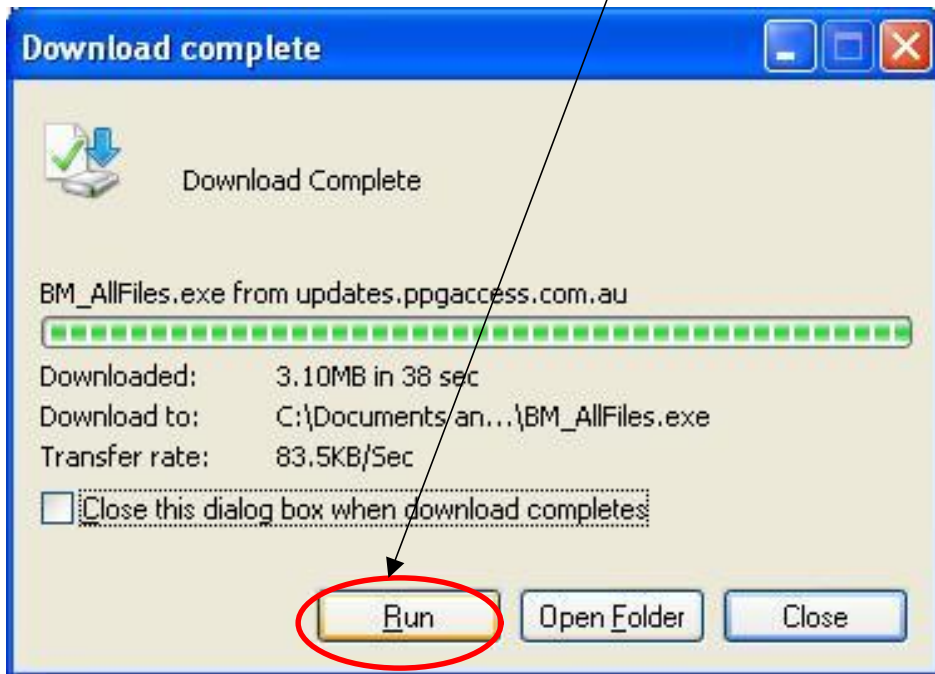 Download complete
Download Complete
BM_AllFiles.exe from updates.ppgaccess.com.au
Downloaded: 3.10MB in 38 sec
Download to: C:\Documents an...\BM_AllFiles.exe
Transfer rate: 83.5KB/Sec
Close this dialog box when download completes
Run Open Folder Close